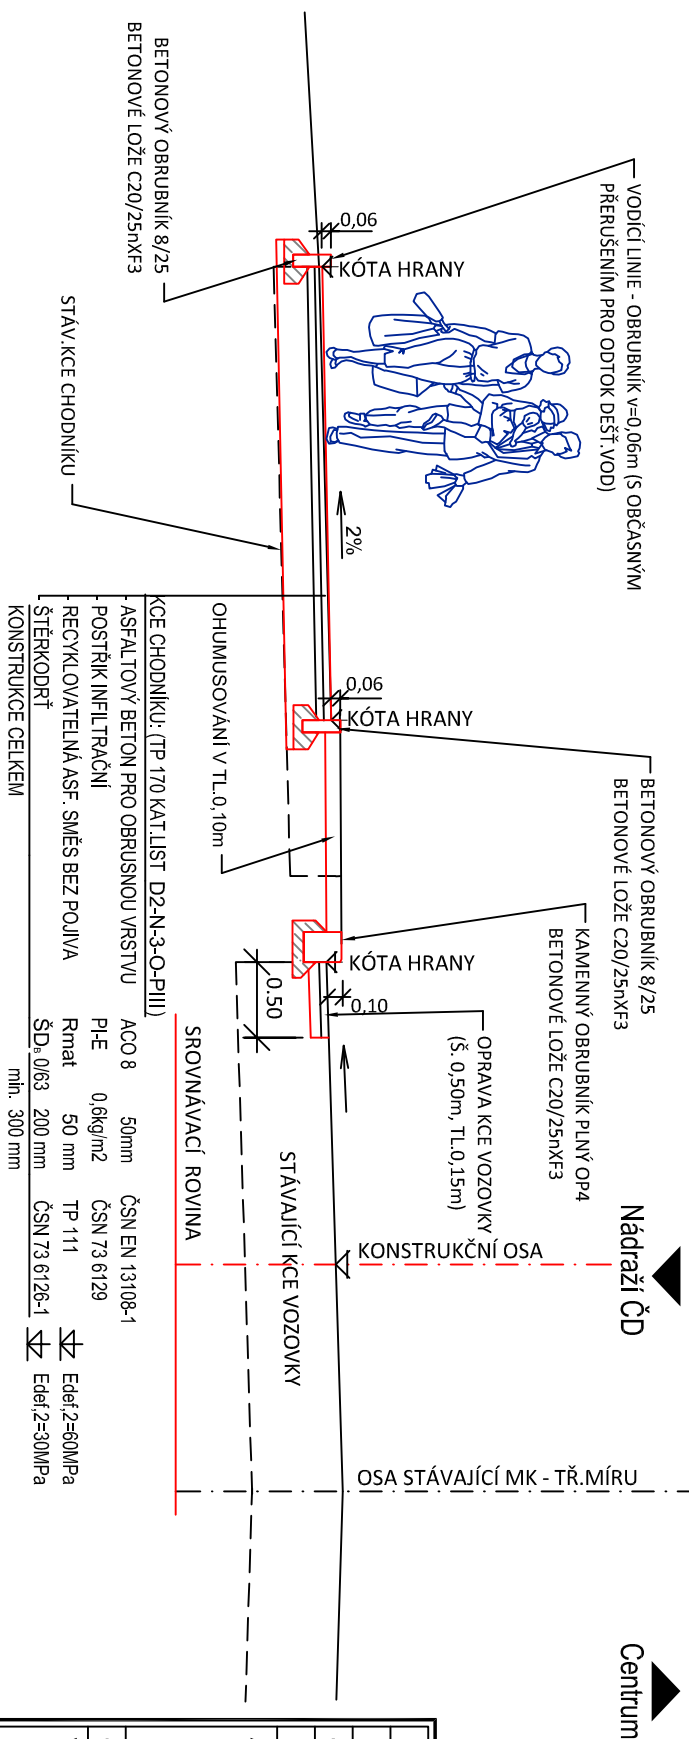 Nádraží ČD
Centrum
VODÍCÍ LINIE - OBRUBNÍK v=0,06m (S OBČASNÝM
PŘERUŠENÍM PRO ODTOK DEŠŤ.VOD)
BETONOVÝ OBRUBNÍK 8/25
BETONOVÉ LOŽE C20/25nXF3
KAMENNÝ OBRUBNÍK PLNÝ OP4
BETONOVÉ LOŽE C20/25nXF3
OPRAVA KCE VOZOVKY
(Š. 0,50m, TL.0,15m)
KONSTRUKČNÍ OSA
OSA STÁVAJÍCÍ MK - TŘ.MÍRU
0,06
KÓTA HRANY
2%
0,06
KÓTA HRANY
KÓTA HRANY
0,10
0.50
BETONOVÝ OBRUBNÍK 8/25
BETONOVÉ LOŽE C20/25nXF3
STÁV.KCE CHODNÍKU
OHUMUSOVÁNÍ V TL.0,10m
STÁVAJÍCÍ KCE VOZOVKY
SROVNÁVACÍ ROVINA
KCE CHODNÍKU: (TP 170 KAT.LIST D2-N-3-O-PIII)
ASFALTOVÝ BETON PRO OBRUSNOU VRSTVU ACO 8 50mm ČSN EN 13108-1
POSTŘIK INFILTRAČNÍ PI-E 0,6kg/m2 ČSN 73 6129
RECYKLOVATELNÁ ASF. SMĚS BEZ POJIVA Rmat 50 mm TP 111 Edef,2=60MPa
ŠTĚRKODRŤ ŠDB 0/63 200 mm ČSN 73 6126-1 Edef,2=30MPa
KONSTRUKCE CELKEM min. 300 mm